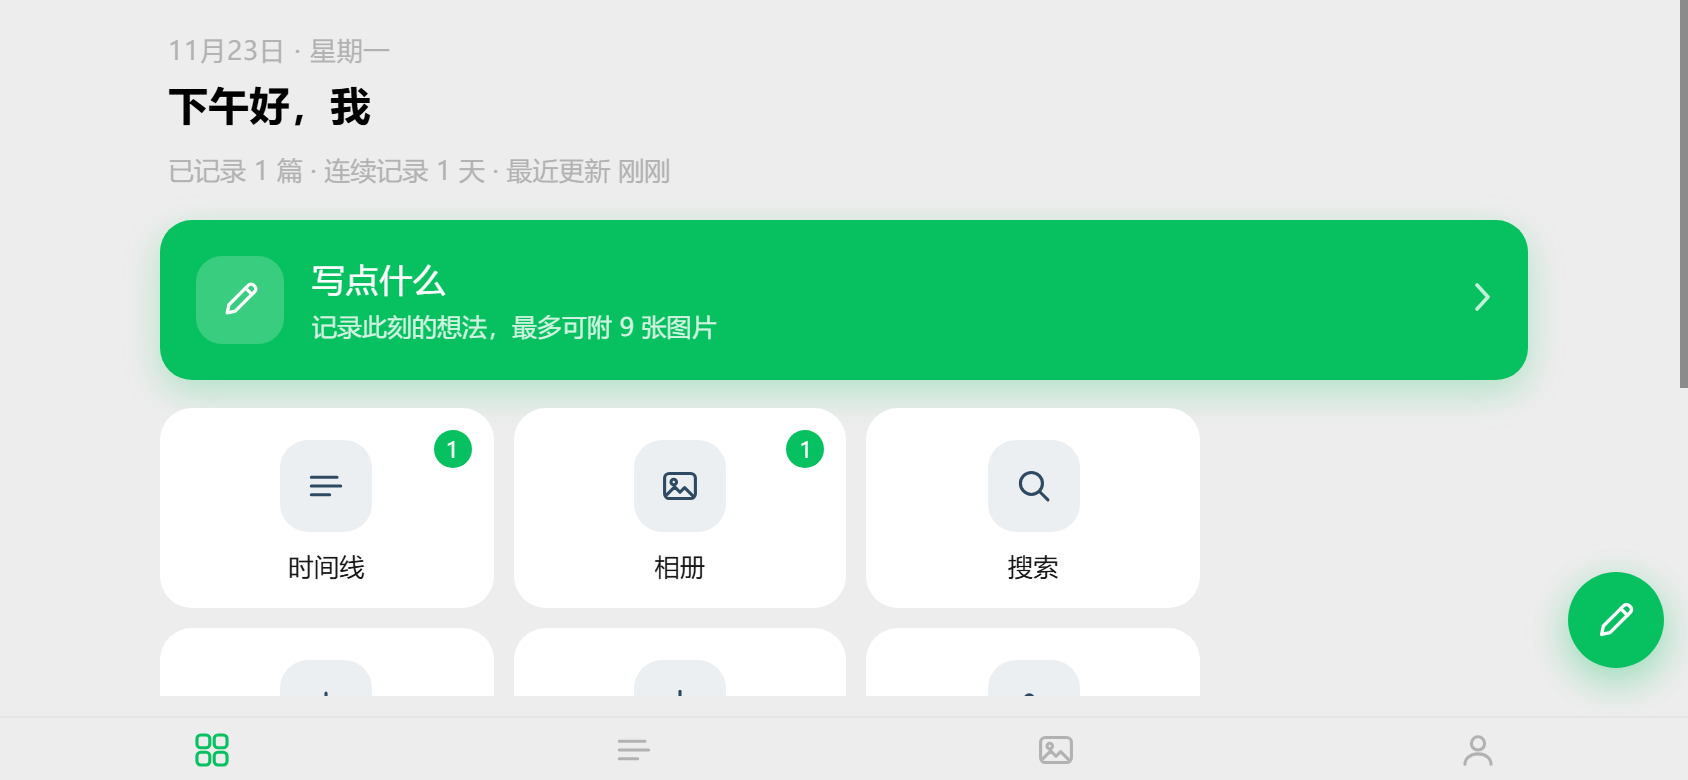 11月23日 · 星期一
下午好，我
已记录 1 篇 · 连续记录 1 天 · 最近更新 刚刚
写点什么
记录此刻的想法，最多可附 9 张图片
1
1
时间线
相册
搜索